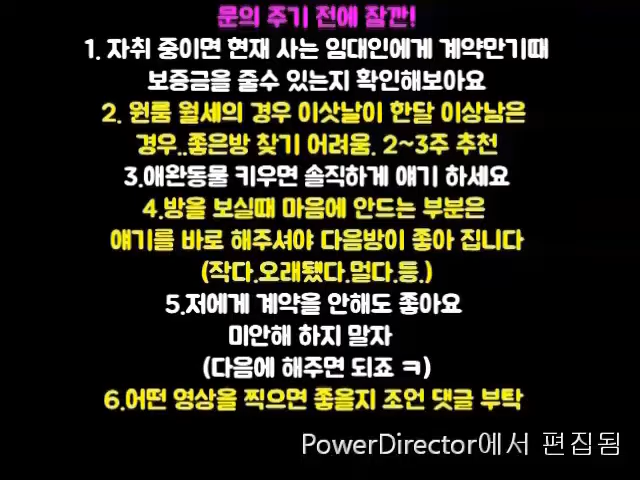 문의 주기 전에 잠깐!
1. 자취 중이면 현재 사는 임대인에게 계약만기때
보증금을 줄수 있는지 확인해보아요
2. 원룸 월세의 경우 이삿날이 한달 이상남은
경우..좋은방 찾기 어려움. 2~3주 추천
3.애완동물 키우면 솔직하게 얘기 하세요
4.방을 보실때 마음에 안드는 부분은
얘기를 바로 해주셔야 다음방이 좋아 집니다
(작다.오래됐다.멀다.등.)
5.저에게 계약을 안해도 좋아요
미안해 하지 말자
(다음에 해주면 되죠 ㅋ)
6.어떤 영상을 찍으면 좋을지 조언 댓글 부탁
PowerDirector에서 편집됨